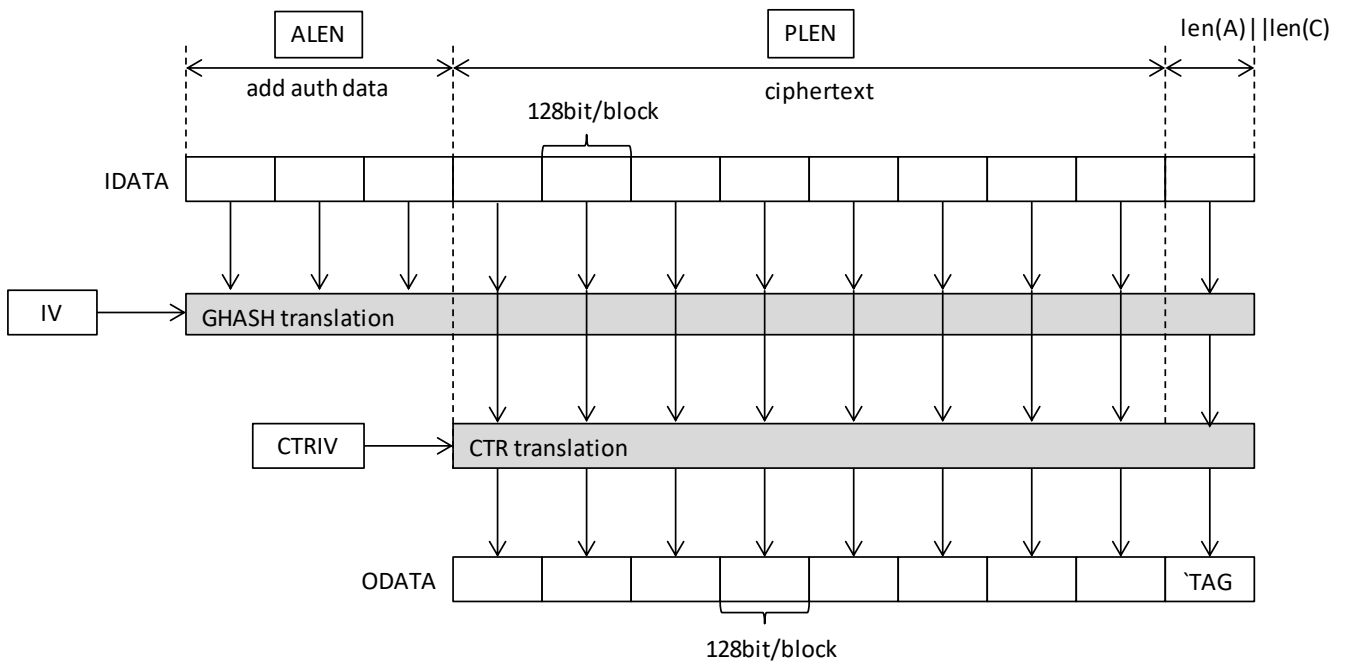 ALEN
PLEN
len(A)||len(C)
add auth data
ciphertext
128bit/block
IDATA
IV
GHASH translation
CTRIV
CTR translation
ODATA
`TAG
128bit/block